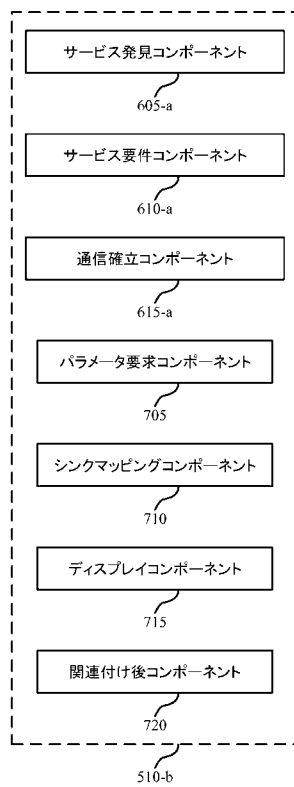 サービス発見コンポーネント
605-a
サービス要件コンポーネント
610-a
通信確立コンポーネント
615-a
パラメータ要求コンポーネント
705
シンクマッピングコンポーネント
710
ディスプレイコンポーネント
715
関連付け後コンポーネント
720
510-b